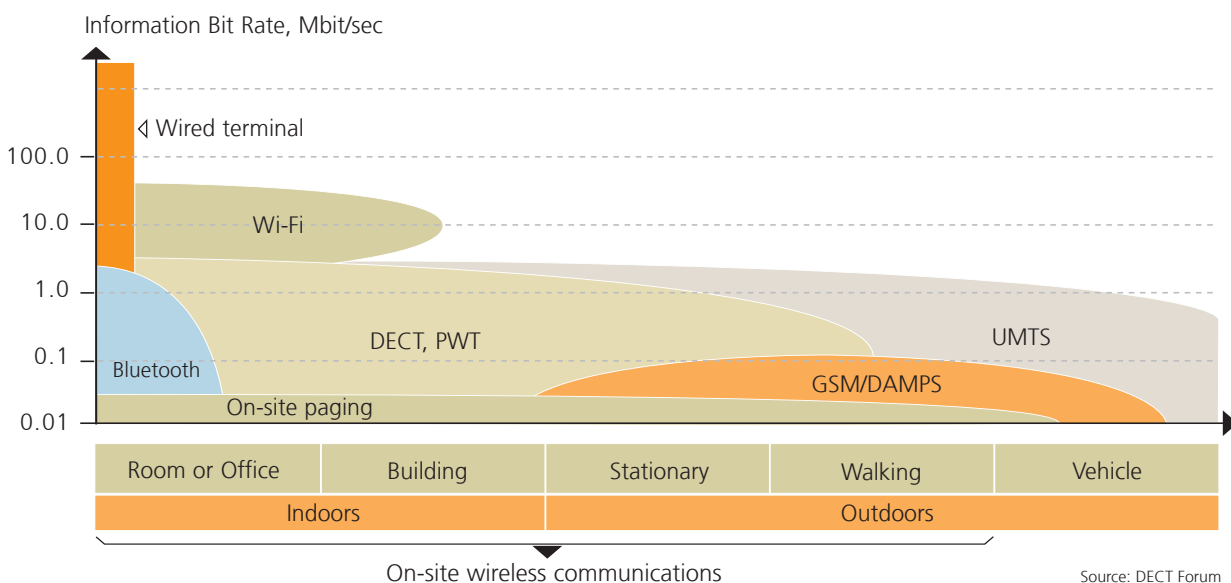 Information Bit Rate, Mbit/sec
Wired terminal
100.0
Wi-Fi
10.0
1.0
DECT, PWT
UMTS
0.1
Bluetooth
GSM/DAMPS
On-site paging
0.01
Room or Office
Building
Stationary
Walking
Vehicle
Indoors
Outdoors
On-site wireless communications
Source: DECT Forum